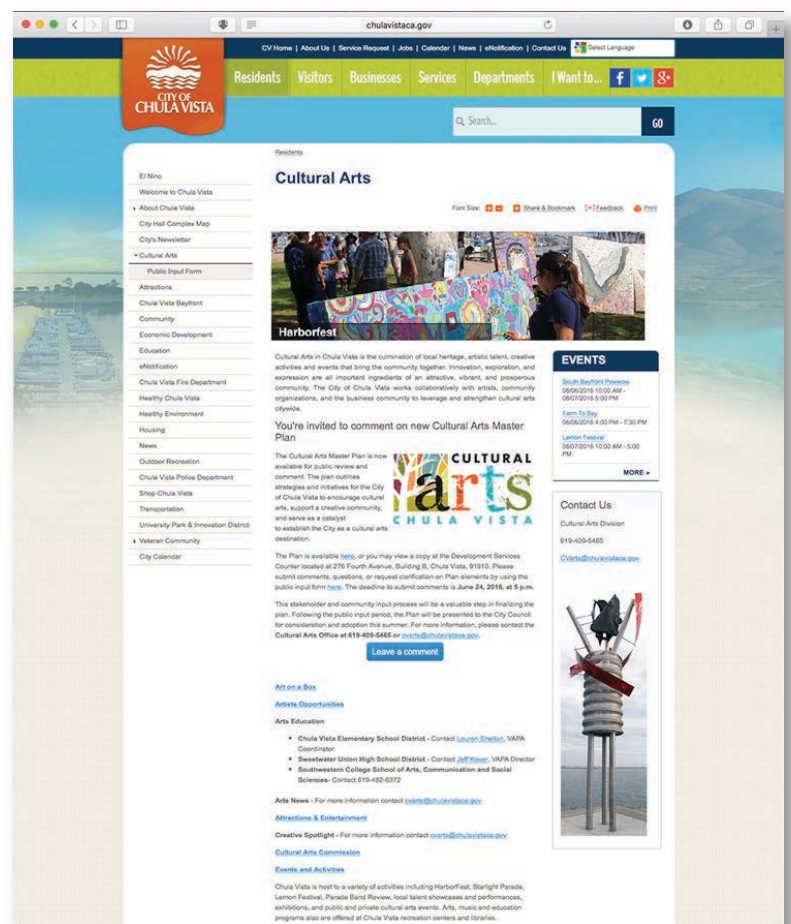 chulavistaca.gov
CV Home | About Us | Service Request | Jobs | Calendar | News | eNotification | Contact Us
Select Language
CITY OF
CHULA VISTA
Residents Visitors Businesses Services Departments I Want to...
Search...
GO
Residents
Cultural Arts
Font Size: Share & Bookmark Feedback Print
El Nino
Welcome to Chula Vista
About Chula Vista
City Hall Complex Map
City's Newsletter
Cultural Arts
Public Input Form
Attractions
Chula Vista Bayfront
Community
Economic Development
Education
eNotification
Chula Vista Fire Department
Healthy Chula Vista
Healthy Environment
Housing
News
Outdoor Recreation
Chula Vista Police Department
Shop Chula Vista
Transportation
University Park & Innovation District
Veteran Community
City Calendar
Harborfest
Cultural Arts in Chula Vista is the culmination of local heritage, artistic talent, creative
activities and events that bring the community together. Innovation, exploration, and
expression are all important ingredients of an attractive, vibrant, and prosperous
community. The City of Chula Vista works collaboratively with artists, community
organizations, and the business community to leverage and strengthen cultural arts
citywide.
You're invited to comment on new Cultural Arts Master
Plan
The Cultural Arts Master Plan is now
available for public review and
comment. The plan outlines
strategies and initiatives for the City
of Chula Vista to encourage cultural
arts, support a creative community,
and serve as a catalyst
to establish the City as a cultural arts
destination.
CULTURAL
arts
CHULA VISTA
The Plan is available here, or you may view a copy at the Development Services
Counter located at 276 Fourth Avenue, Building B, Chula Vista, 91910. Please
submit comments, questions, or request clarification on Plan elements by using the
public input form here. The deadline to submit comments is June 24, 2016, at 5 p.m.
This stakeholder and community input process will be a valuable step in finalizing the
plan. Following the public input period, the Plan will be presented to the City Council
for consideration and adoption this summer. For more information, please contact the
Cultural Arts Office at 619-409-5465 or cvarts@chulavistaca.gov.
Leave a comment
Art on a Box
Artists Opportunities
Arts Education
• Chula Vista Elementary School District - Contact Lauren Shelton, VAPA
Coordinator
• Sweetwater Union High School District - Contact Jeff Kover, VAPA Director
• Southwestern College School of Arts, Communication and Social
Sciences- Contact 619-482-6372
Arts News - For more information contact cvarts@chulavistaca.gov
Attractions & Entertainment
Creative Spotlight - For more information contact cvarts@chulavistaca.gov
Cultural Arts Commission
Events and Activities
Chula Vista is host to a variety of activities including HarborFest, Starlight Parade,
Lemon Festival, Parade Band Review, local talent showcases and performances,
exhibitions, and public and private cultural arts events. Arts, music and education
programs also are offered at Chula Vista recreation centers and libraries.
EVENTS
South Bayfront Powwow
08/06/2016 10:00 AM -
08/07/2016 5:00 PM
Farm To Bay
08/06/2016 4:00 PM - 7:30 PM
Lemon Festival
08/07/2016 10:00 AM - 5:00
PM
MORE »
Contact Us
Cultural Arts Division
619-409-5465
CVarts@chulavistaca.gov